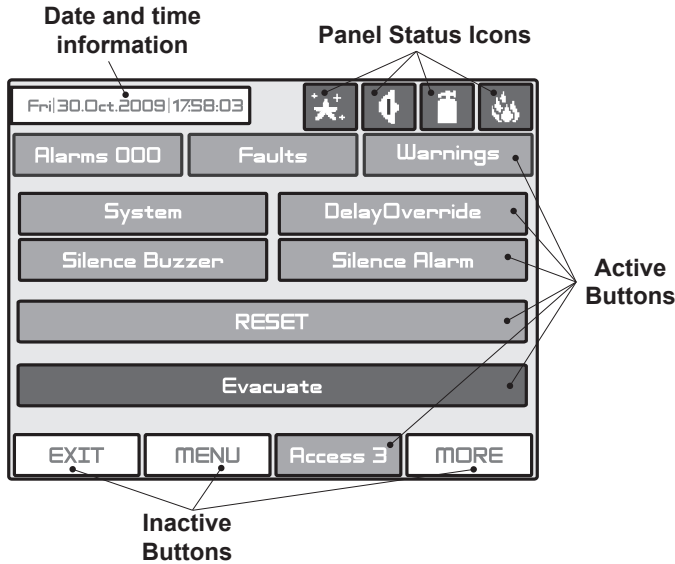 Date and time
information
Panel Status Icons
Fri|30.Oct.2009|17:58:03
Alarms 000
Faults
Warnings
System
DelayOverride
Silence Buzzer
Silence Alarm
Active
Buttons
RESET
Evacuate
EXIT
MENU
Access 3
MORE
Inactive
Buttons